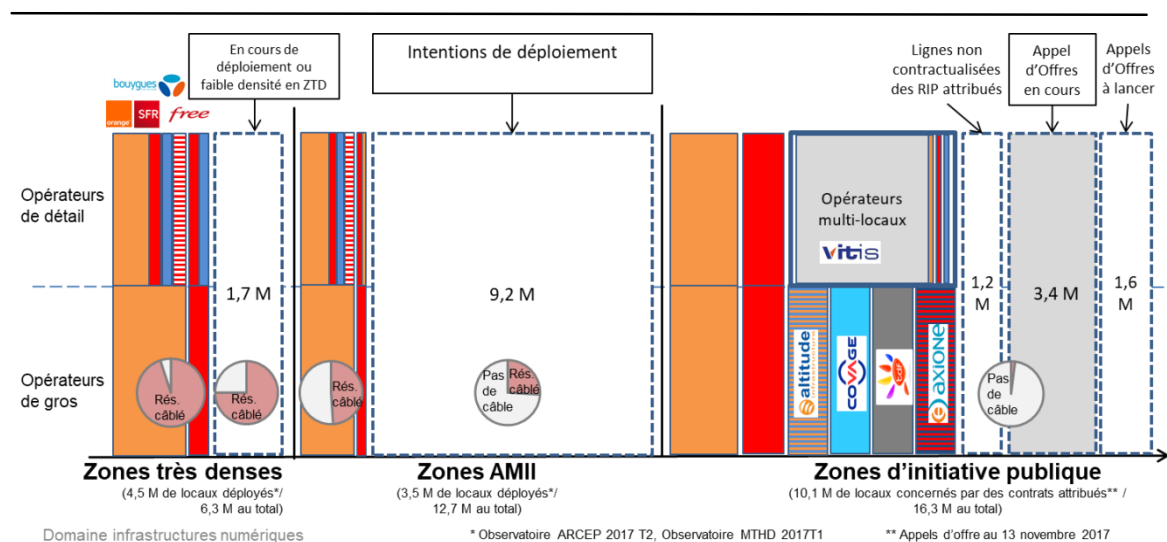 En cours de
déploiement ou
faible densité en ZTD
Intentions de déploiement
Lignes non
contractualisées
des RIP attribués
Appel
d'Offres
en cours
Appels
d'Offres
à lancer
bouygues
orange
SFR
free
Opérateurs
de détail
Opérateurs
multi-locaux
vitis
1,7 M
9,2 M
1,2
M
3,4 M
1,6
M
Opérateurs
de gros
Rés.
câblé
Rés.
câblé
Rés.
câblé
Pas
de
câble
Rés.
câblé
altitude
infrastructure
COVAGE
axione
Pas
de
câble
Zones très denses
(4,5 M de locaux déployés*/
6,3 M au total)
Zones AMII
(3,5 M de locaux déployés*/
12,7 M au total)
Zones d'initiative publique
(10,1 M de locaux concernés par des contrats attribués** /
16,3 M au total)
Domaine infrastructures numériques
* Observatoire ARCEP 2017 T2, Observatoire MTHD 2017T1
** Appels d'offre au 13 novembre 2017